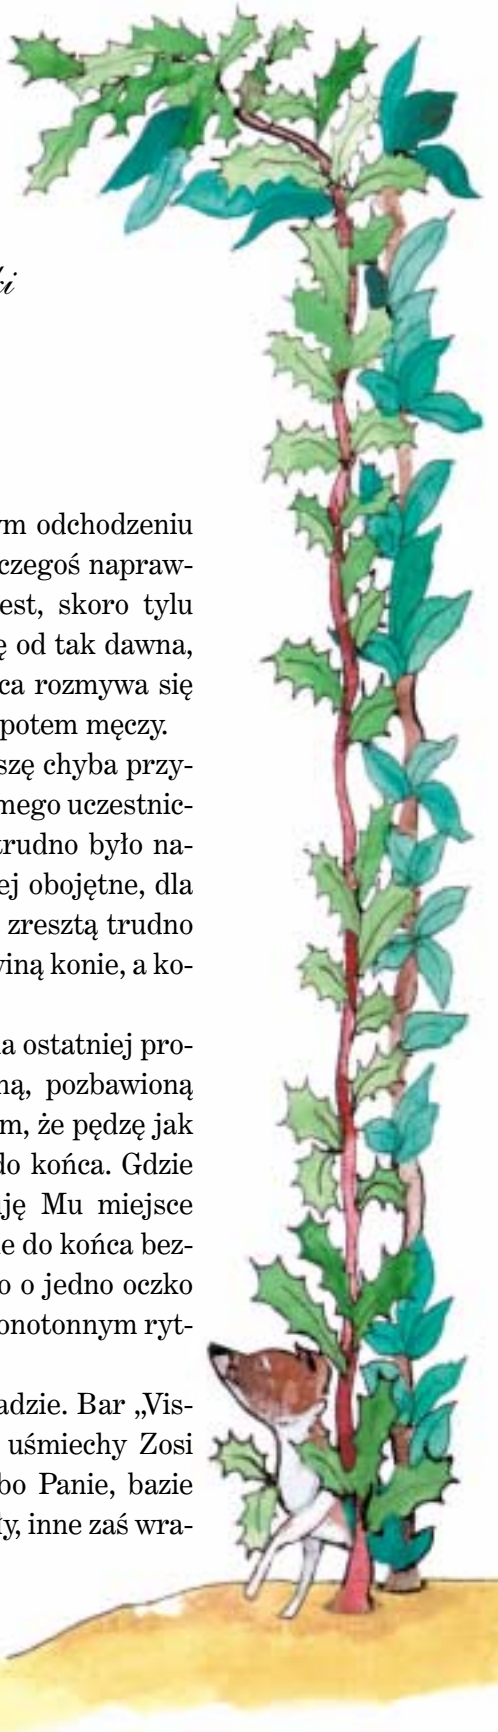 ki
ym odchodzeniu
czegoś napraw-
est, skoro tylu
ę od tak dawna,
ca rozmywa się
potem męczy.
szę chyba przy-
mego uczestnic-
trudno było na-
ej obojętne, dla
zresztą trudno
winą konie, a ko-
a ostatniej pro-
ną, pozbawioną
m, że pędzę jak
do końca. Gdzie
ję Mu miejsce
e do końca bez-
o o jedno oczko
onotonnym ryt-
adzie. Bar „Vis-
uśmiechy Zosi
bo Panie, bazie
ły, inne zaś wra-